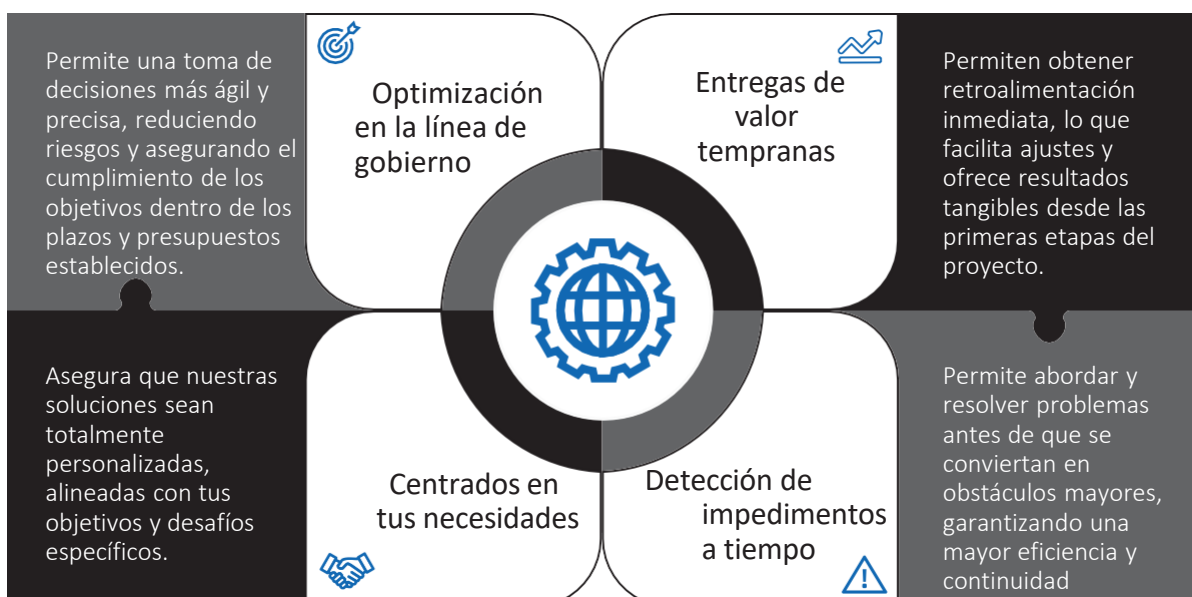 Permite una toma de
decisiones más ágil y
precisa, reduciendo
riesgos y asegurando el
cumplimiento de los
objetivos dentro de los
plazos y presupuestos
establecidos.
Optimización
en la línea de
gobierno
Entregas de
valor
tempranas
Permiten obtener
retroalimentación
inmediata, lo que
facilita ajustes y
ofrece resultados
tangibles desde las
primeras etapas del
proyecto.
Asegura que nuestras
soluciones sean
totalmente
personalizadas,
alineadas con tus
objetivos y desafíos
específicos.
Centrados en
tus necesidades
Detección de
impedimentos
a tiempo
Permite abordar y
resolver problemas
antes de que se
conviertan en
obstáculos mayores,
garantizando una
mayor eficiencia y
continuidad